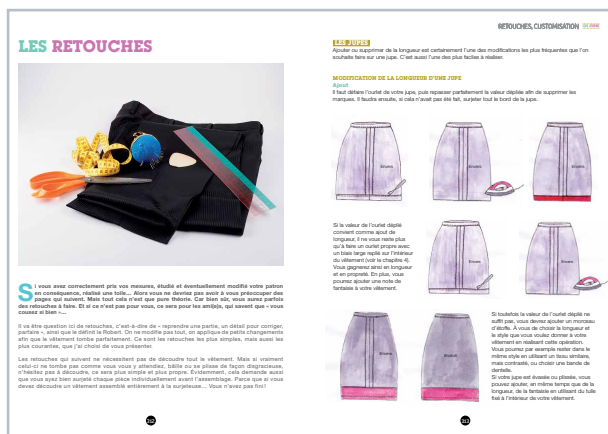 LES RETOUCHES
Si vous avez correctement pris vos mesures, étudié et éventuellement modifié votre patron
en conséquence, réalisé une toile... Alors vous ne devriez pas avoir à vous préoccuper des
pages qui suivent. Mais tout cela n'est que pure théorie. Car bien sûr, vous aurez parfois
des retouches à faire. Et si ce n'est pas pour vous, ce sera pour les ami(e)s, qui savent que « vous
cousez si bien »...
Il va être question ici de retouches, c'est-à-dire de « reprendre une partie, un détail pour corriger,
parfaire », ainsi que le définit le Robert. On ne modifie pas tout, on applique de petits changements
afin que le vêtement tombe parfaitement. Ce sont les retouches les plus simples, mais aussi les
plus courantes, que j'ai choisi de vous présenter.
Les retouches qui suivent ne nécessitent pas de découdre tout le vêtement. Mais si vraiment
celui-ci ne tombe pas comme vous vous y attendiez, bâille ou se plisse de façon disgracieuse,
n'hésitez pas à découdre, ce sera plus simple et plus propre. Évidemment, cela demande aussi
que vous ayez bien surjeté chaque pièce individuellement avant l'assemblage. Parce que si vous
devez découdre un vêtement assemblé entièrement à la surjeteuse... Vous n'avez pas fini !
212
RETOUCHES, CUSTOMISATION LES JUPES
LES JUPES
Ajouter ou supprimer de la longueur est certainement l'une des modifications les plus fréquentes que l'on
souhaite faire sur une jupe. C'est aussi l'une des plus faciles à réaliser.
MODIFICATION DE LA LONGUEUR D'UNE JUPE
Ajout
Il faut défaire l'ourlet de votre jupe, puis repasser parfaitement la valeur dépliée afin de supprimer les
marques. Il faudra ensuite, si cela n'avait pas été fait, surjeter tout le bord de la jupe.
Envers
Envers
Envers
Si la valeur de l'ourlet déplié
convient comme ajout de
longueur, il ne vous reste plus
qu'à faire un ourlet propre avec
un biais large replié sur l'intérieur
du vêtement (voir le chapitre 4).
Vous gagnerez ainsi en longueur
et en propreté. En plus, vous
pourrez ajouter une note de
fantaisie à votre vêtement.
Envers
Envers
Envers
Envers
Si toutefois la valeur de l'ourlet déplié ne
suffit pas, vous devrez ajouter un morceau
d'étoffe. À vous de choisir la longueur et
le style que vous voulez donner à votre
vêtement en réalisant cette opération.
Vous pourrez par exemple rester dans le
même style en utilisant un tissu similaire,
mais contrasté, ou choisir une bande de
dentelle.
Si votre jupe est évasée ou plissée, vous
pouvez ajouter, en même temps que de la
longueur, de la fantaisie en utilisant du tulle
fixé à l'intérieur de votre vêtement.
213